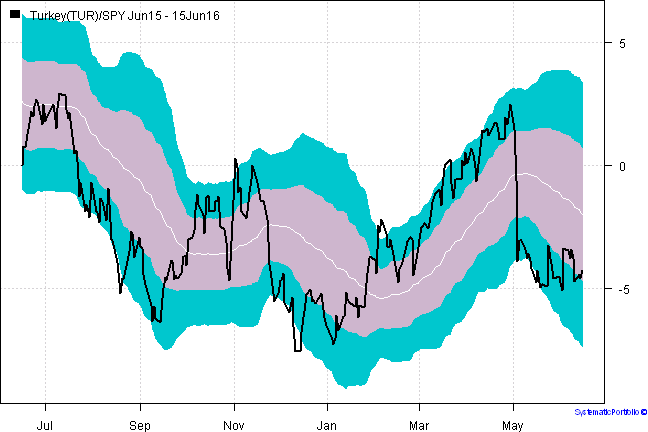 Turkey(TUR)/SPY Jun15 - 15Jun16
5
0
-5
Jul Sep Nov Jan Mar May
SystematicPortfolio ©